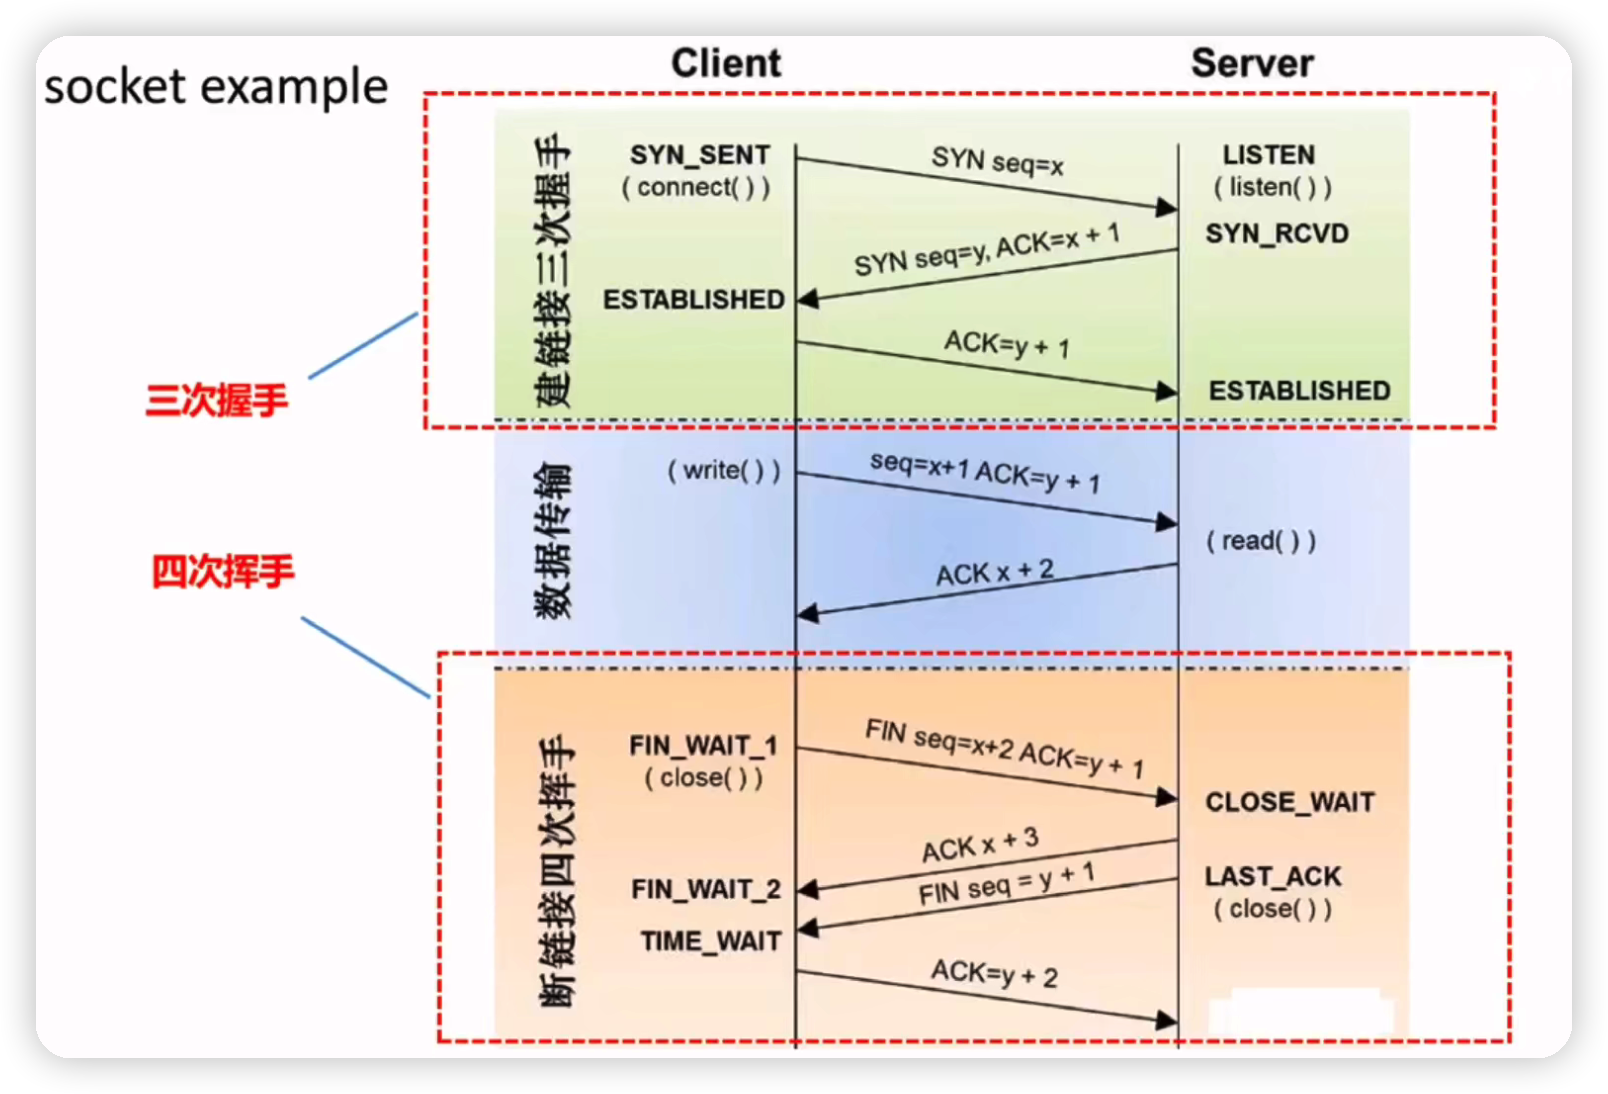 socket example
Client
Server
建链接三次握手
SYN_SENT
( connect( ) )
SYN seq=x
LISTEN
( listen( ) )
SYN_RCVD
SYN seq=y, ACK=x + 1
ESTABLISHED
ACK=y + 1
ESTABLISHED
三次握手
数据传输
( write( ) )
seq=x+1 ACK=y + 1
( read( ) )
ACK x + 2
四次挥手
断链接四次挥手
FIN_WAIT_1
( close( ) )
FIN seq=x+2 ACK=y + 1
CLOSE_WAIT
ACK x + 3
FIN_WAIT_2
FIN seq = y + 1
LAST_ACK
( close( ) )
TIME_WAIT
ACK=y + 2